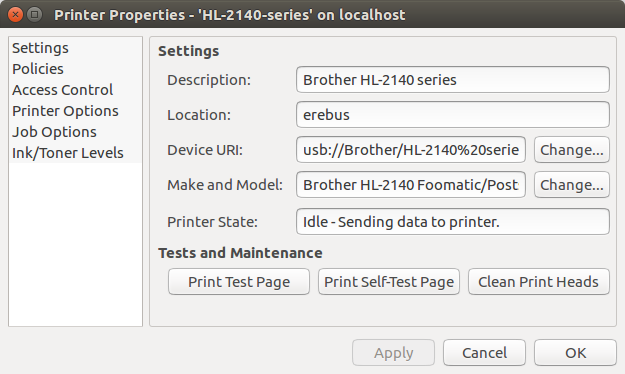 Printer Properties - 'HL-2140-series' on localhost
Settings
Policies
Access Control
Printer Options
Job Options
Ink/Toner Levels
Settings
Description: Brother HL-2140 series
Location: erebus
Device URI: usb://Brother/HL-2140%20serie Change...
Make and Model: Brother HL-2140 Foomatic/Post Change...
Printer State: Idle - Sending data to printer.
Tests and Maintenance
Print Test Page Print Self-Test Page Clean Print Heads
Apply Cancel OK